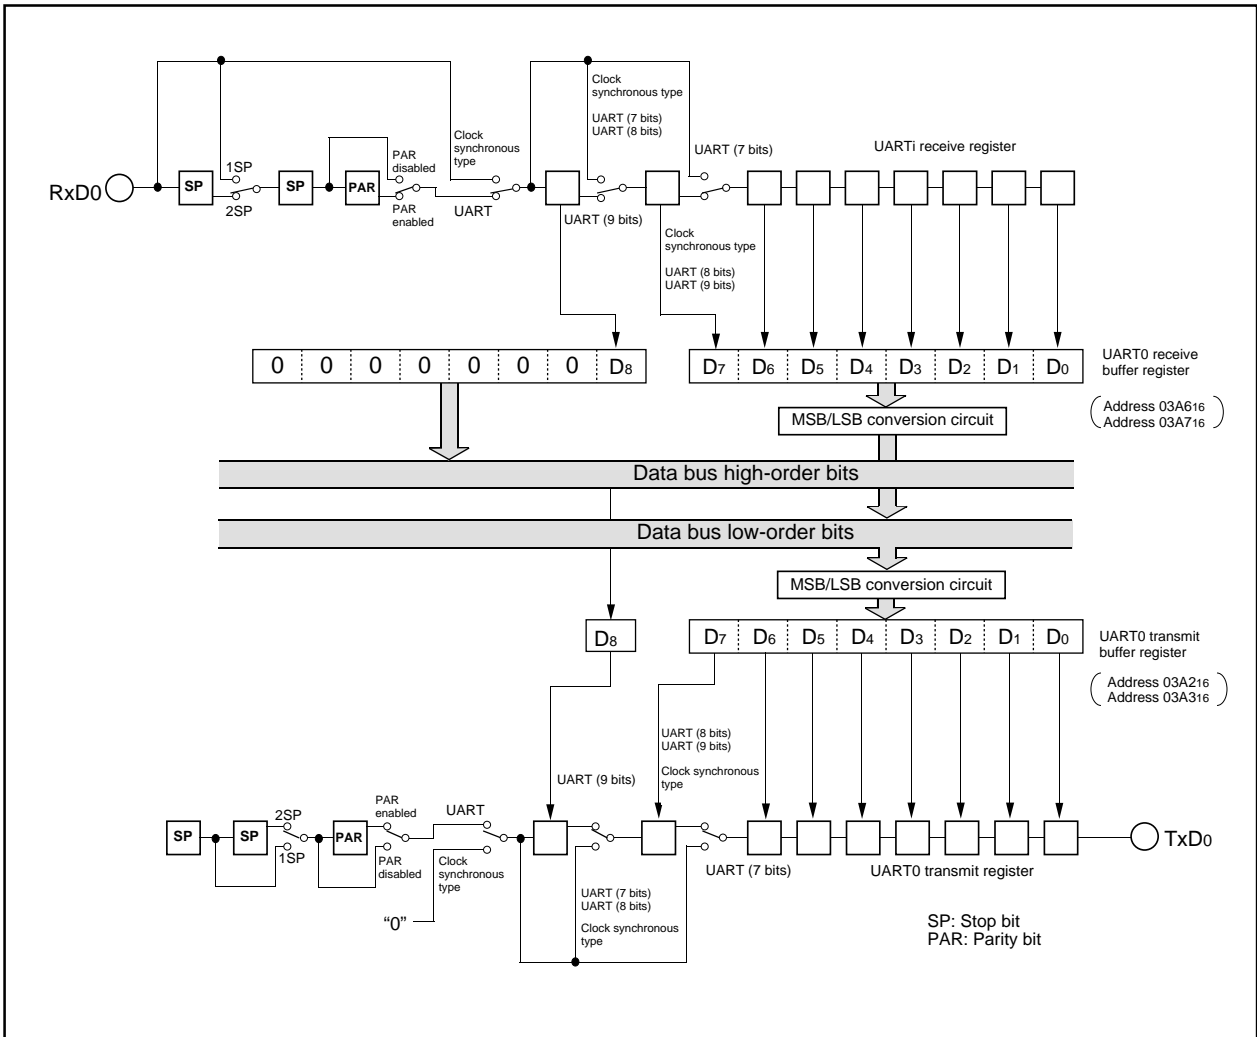 Clock
synchronous type
UART (7 bits)
UART (8 bits)
Clock
synchronous
type
UART (7 bits)
UARTi receive register
PAR
disabled
1SP
RxD0
SP
SP
PAR
2SP
PAR
enabled
UART
UART (9 bits)
Clock
synchronous type
UART (8 bits)
UART (9 bits)
0 0 0 0 0 0 0 D8
D7 D6 D5 D4 D3 D2 D1 D0
UART0 receive
buffer register
Address 03A616
Address 03A716
MSB/LSB conversion circuit
Data bus high-order bits
Data bus low-order bits
MSB/LSB conversion circuit
D8
D7 D6 D5 D4 D3 D2 D1 D0
UART0 transmit
buffer register
Address 03A216
Address 03A316
UART (8 bits)
UART (9 bits)
Clock synchronous
type
UART (9 bits)
PAR
enabled
2SP
UART
SP
SP
PAR
TxD0
1SP
PAR
disabled
Clock
synchronous
type
UART (7 bits)
UART0 transmit register
UART (7 bits)
UART (8 bits)
Clock synchronous
type
“0”
SP: Stop bit
PAR: Parity bit